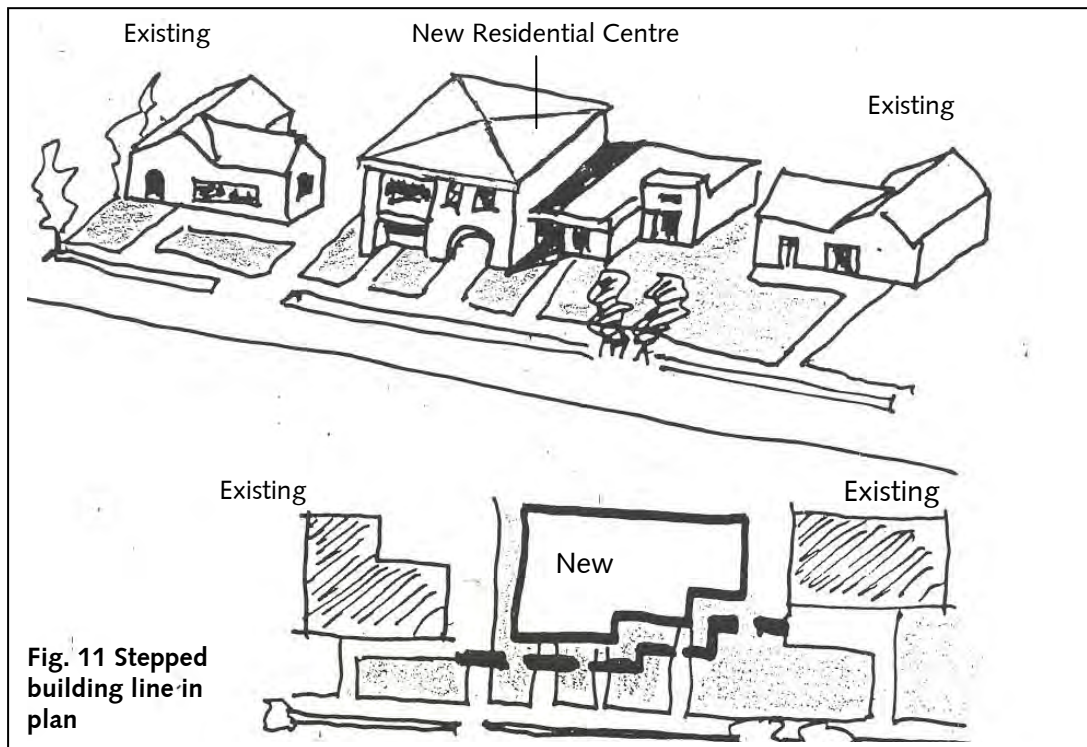 Existing
New Residential Centre
Existing
Existing
Existing
New
Fig. 11 Stepped
building line in
plan